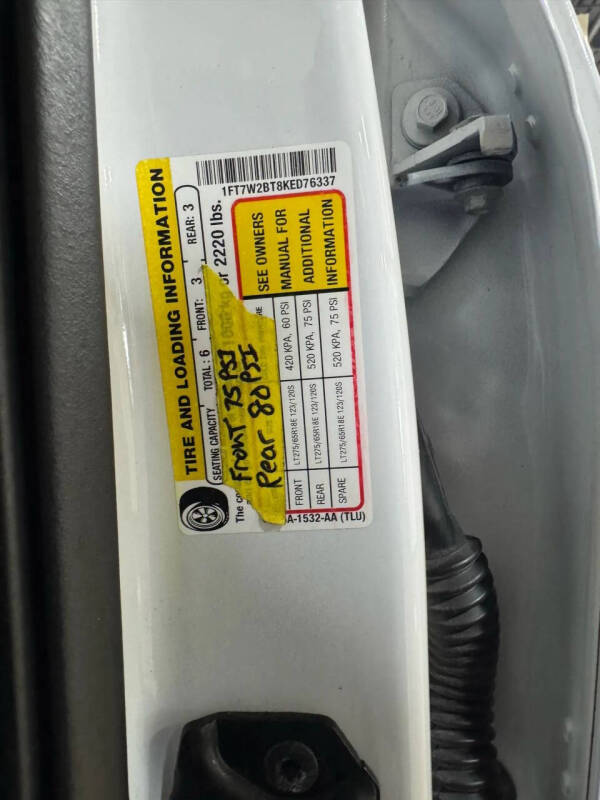 TIRE AND LOADING INFORMATION
SEATING CAPACITY TOTAL: 6 FRONT: 3 REAR: 3
The co or 2220 lbs.
Front 75 PSI
Rear 80 PSI
1FT7W2BT8KED76337
FRONT LT275/65R18E 123/120S 420 KPA, 60 PSI
REAR LT275/65R18E 123/120S 520 KPA, 75 PSI
SPARE LT275/65R18E 123/120S 520 KPA, 75 PSI
SEE OWNERS
MANUAL FOR
ADDITIONAL
INFORMATION
A-1532-AA (TLU)